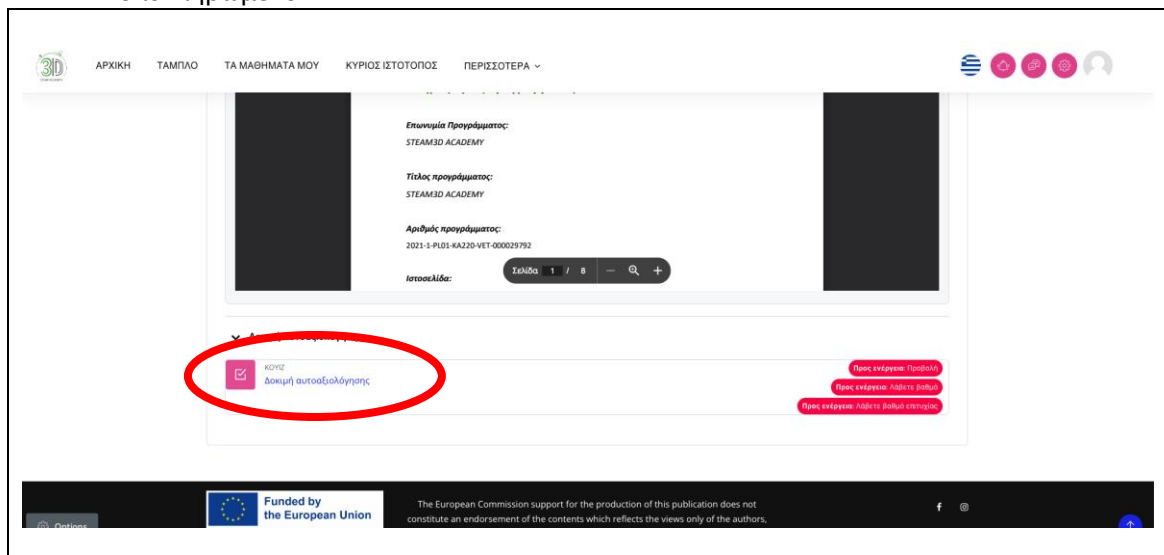 3D
ΑΡΧΙΚΗ ΤΑΜΠΛΟ ΤΑ ΜΑΘΗΜΑΤΑ ΜΟΥ ΚΥΡΙΟΣ ΙΣΤΟΤΟΠΟΣ ΠΕΡΙΣΣΟΤΕΡΑ
Επωνυμία Προγράμματος:
STEAM3D ACADEMY
Τίτλος προγράμματος:
STEAM3D ACADEMY
Αριθμός προγράμματος:
2021-1-PL01-KA220-VET-000029792
Ιστοσελίδα:
Σελίδα 1 / 8
ΚΟΥΙΖ
Δοκιμή αυτοαξιολόγησης
Προς ενέργεια: Προβολή
Προς ενέργεια: Λάβετε βαθμό
Προς ενέργεια: Λάβετε βαθμό επιτυχίας
Funded by
the European Union
The European Commission support for the production of this publication does not
constitute an endorsement of the contents which reflects the views only of the authors,
Options